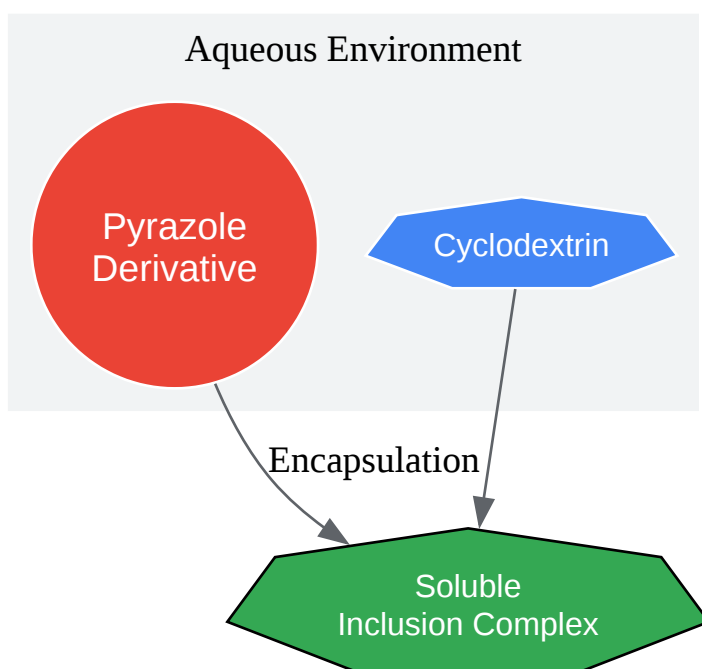 Aqueous Environment
Pyrazole
Derivative
Cyclodextrin
Encapsulation
Soluble
Inclusion Complex